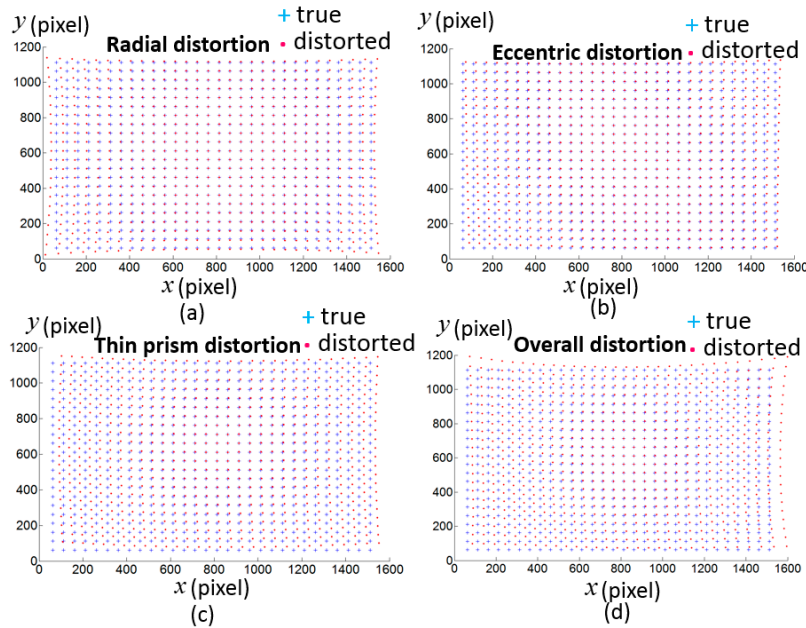 y (pixel)
+ true
Radial distortion • distorted
1200
1000
800
600
400
200
0
0 200 400 600 800 1000 1200 1400 1600
x (pixel)
(a)
y (pixel)
+ true
Eccentric distortion • distorted
1200
1000
800
600
400
200
0
0 200 400 600 800 1000 1200 1400 1600
x (pixel)
(b)
y (pixel)
+ true
Thin prism distortion • distorted
1200
1000
800
600
400
200
0
0 200 400 600 800 1000 1200 1400 1600
x (pixel)
(c)
y (pixel)
+ true
Overall distortion • distorted
1200
1000
800
600
400
200
0
0 200 400 600 800 1000 1200 1400 1600
x (pixel)
(d)